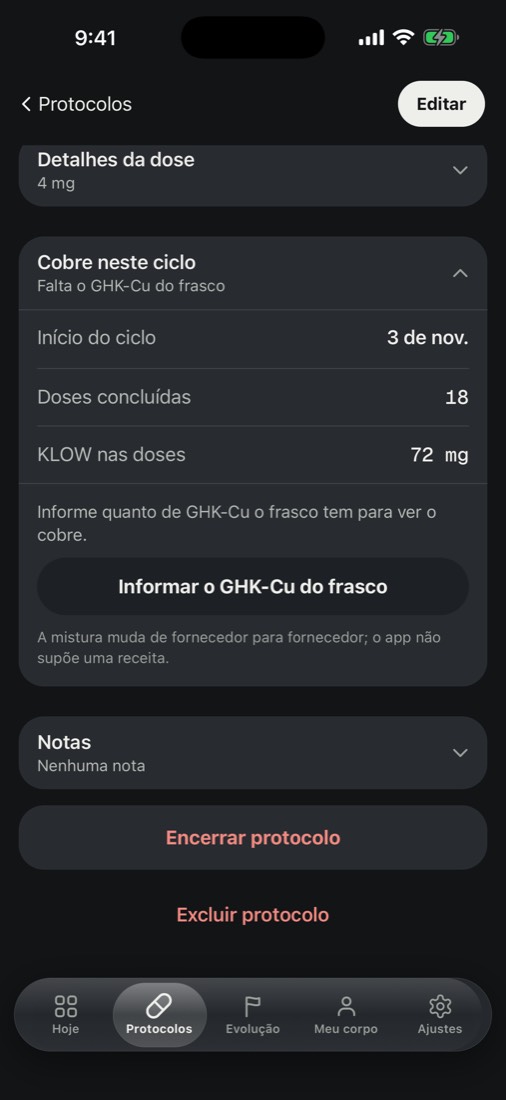 9:41
Protocolos
Editar
Detalhes da dose
4 mg
Cobre neste ciclo
Falta o GHK-Cu do frasco
Início do ciclo
3 de nov.
Doses concluídas
18
KLOW nas doses
72 mg
Informe quanto de GHK-Cu o frasco tem para ver o
cobre.
Informar o GHK-Cu do frasco
A mistura muda de fornecedor para fornecedor; o app não
supõe uma receita.
Notas
Nenhuma nota
Encerrar protocolo
Excluir protocolo
Hoje
Protocolos
Evolução
Meu corpo
Ajustes